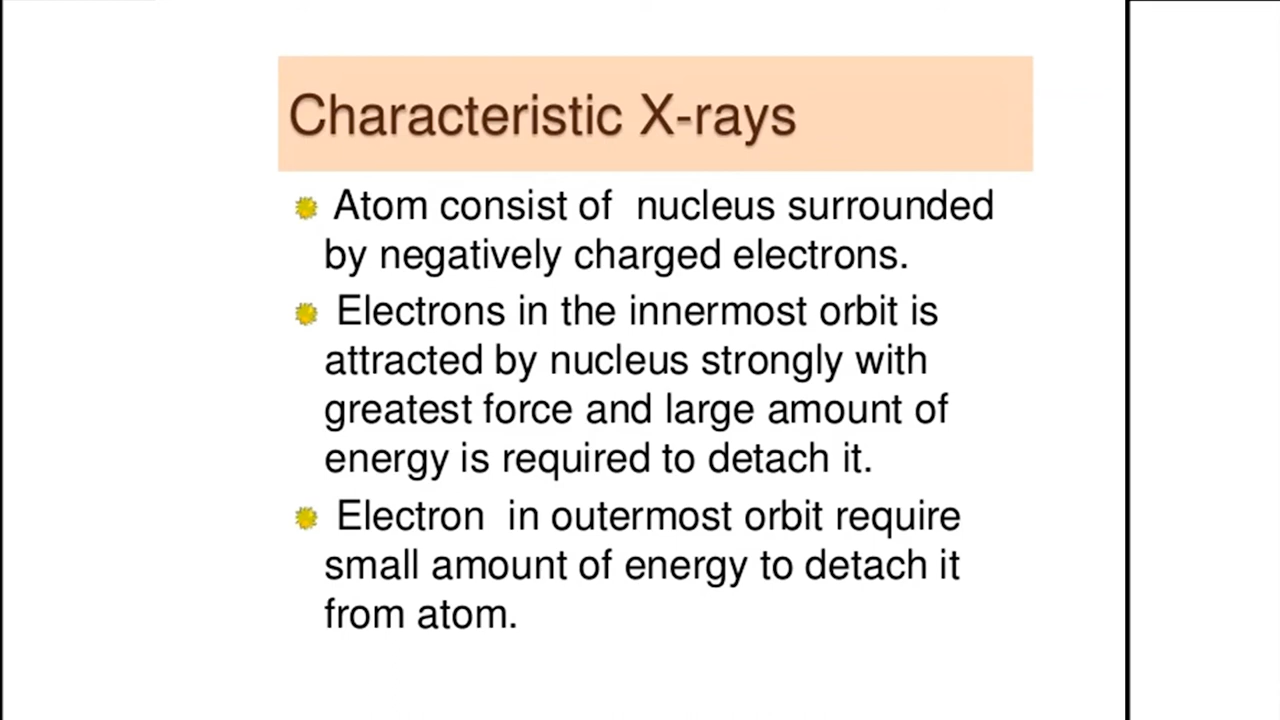 Characteristic X-rays
Atom consist of nucleus surrounded
by negatively charged electrons.
Electrons in the innermost orbit is
attracted by nucleus strongly with
greatest force and large amount of
energy is required to detach it.
Electron in outermost orbit require
small amount of energy to detach it
from atom.